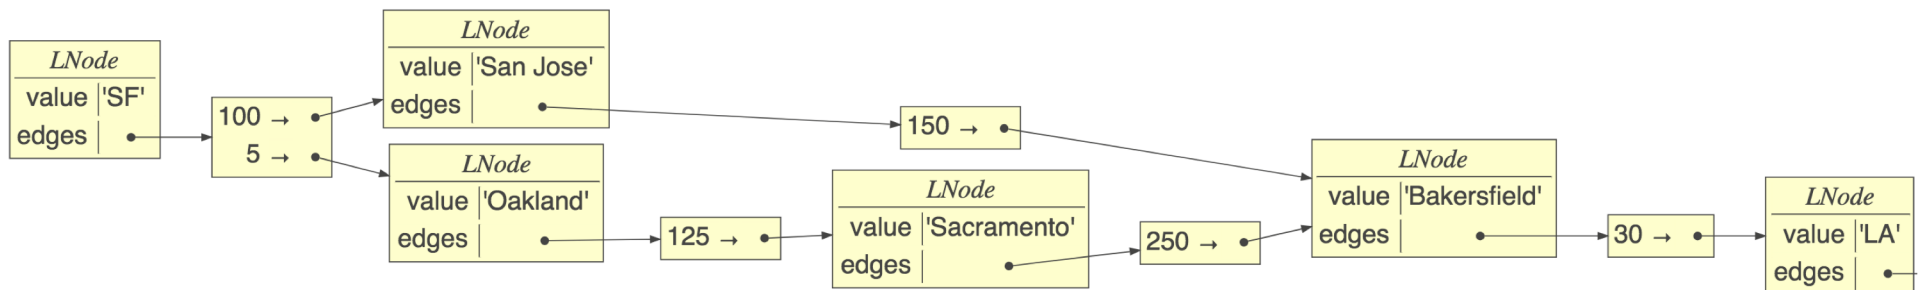 LNode
value 'SF'
edges
100 →
5 →
LNode
value 'San Jose'
edges
LNode
value 'Oakland'
edges
125 →
LNode
value 'Sacramento'
edges
150 →
250 →
LNode
value 'Bakersfield'
edges
30 →
LNode
value 'LA'
edges